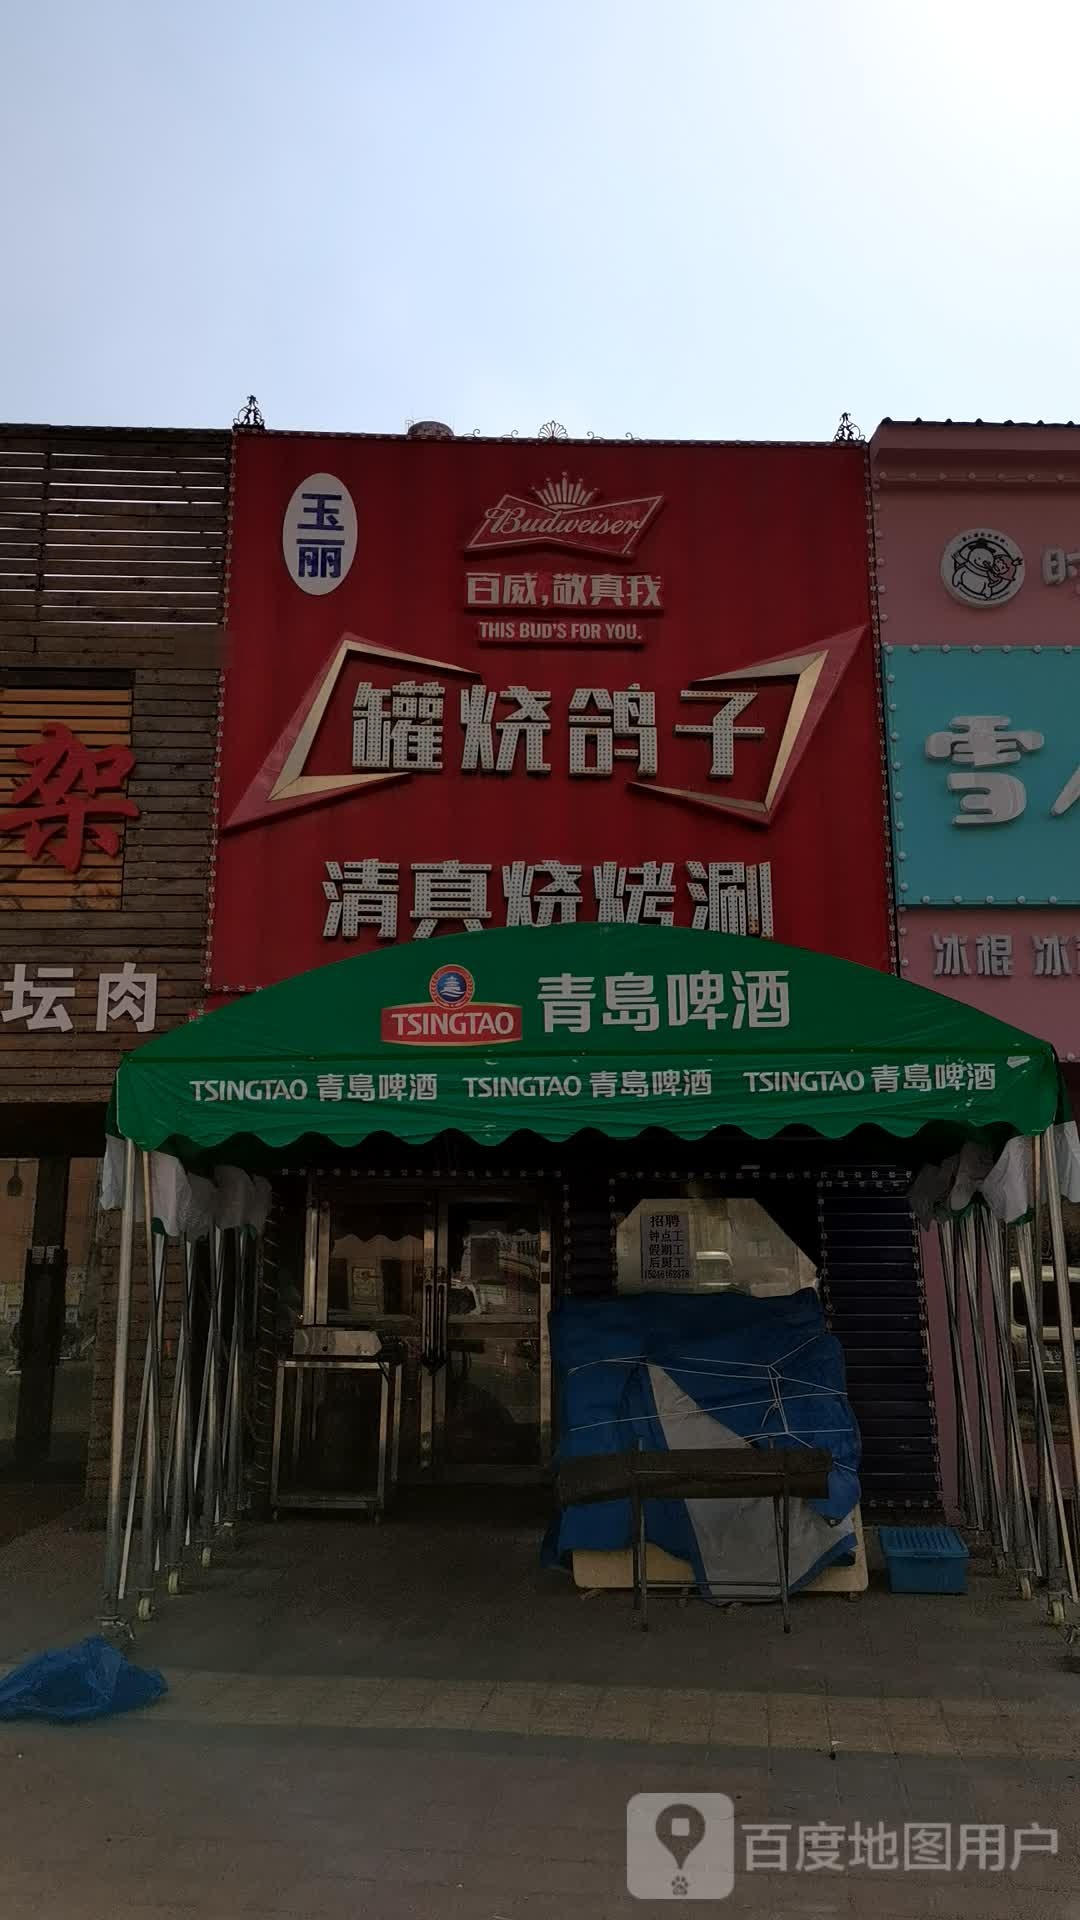 玉丽
Budweiser
百威,敬真我
THIS BUD'S FOR YOU.
罐烧鸽子
清真烧烤涮
架
坛肉
雪
冰棍 冰
TSINGTAO 青島啤酒
TSINGTAO 青島啤酒 TSINGTAO 青島啤酒 TSINGTAO 青島啤酒
招聘
钟点工
假期工
后厨工
百度地图用户